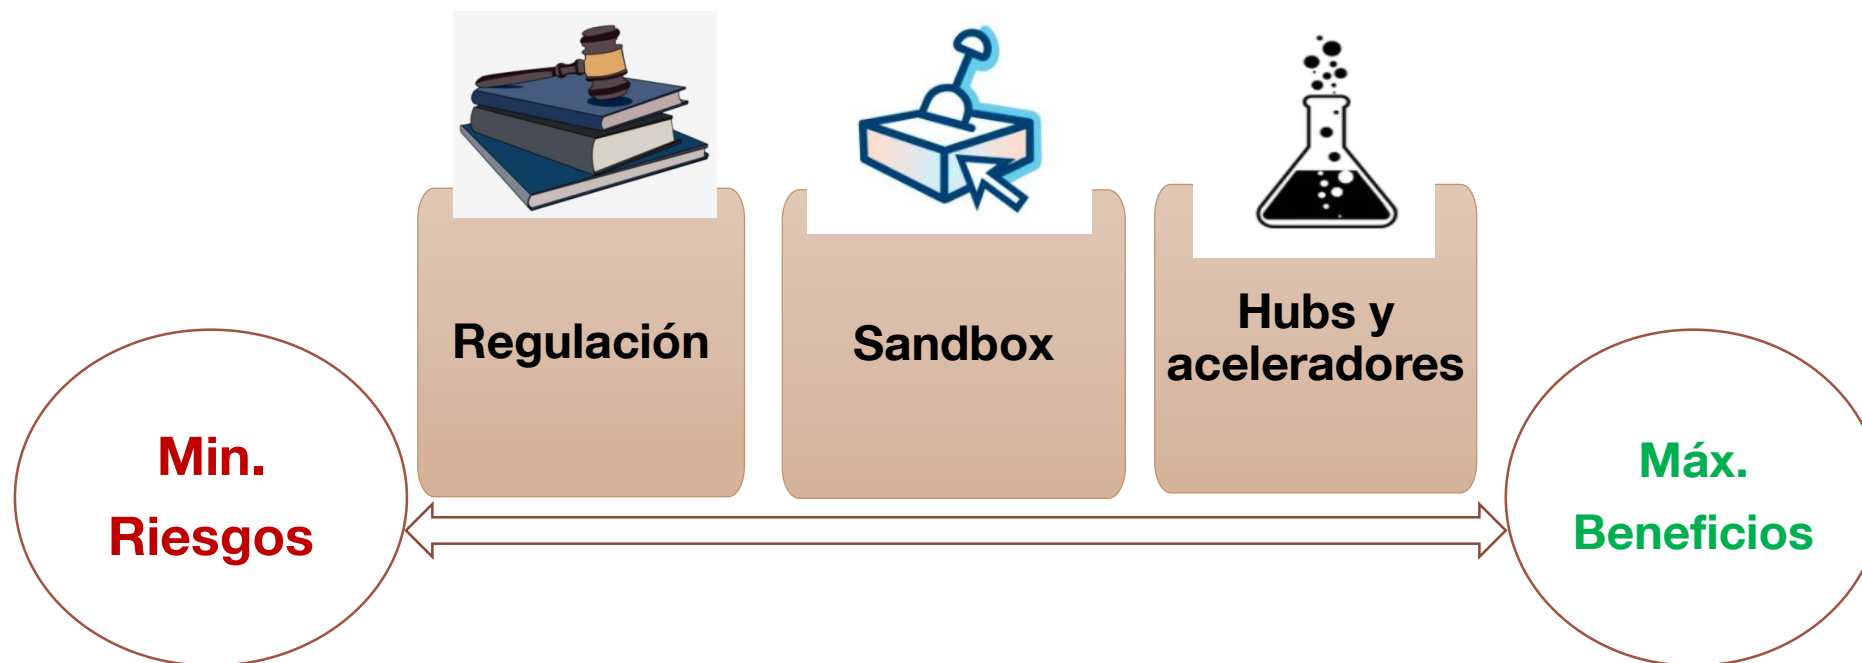 Regulación
Sandbox
Hubs y
aceleradores
Min.
Riesgos
Máx.
Beneficios